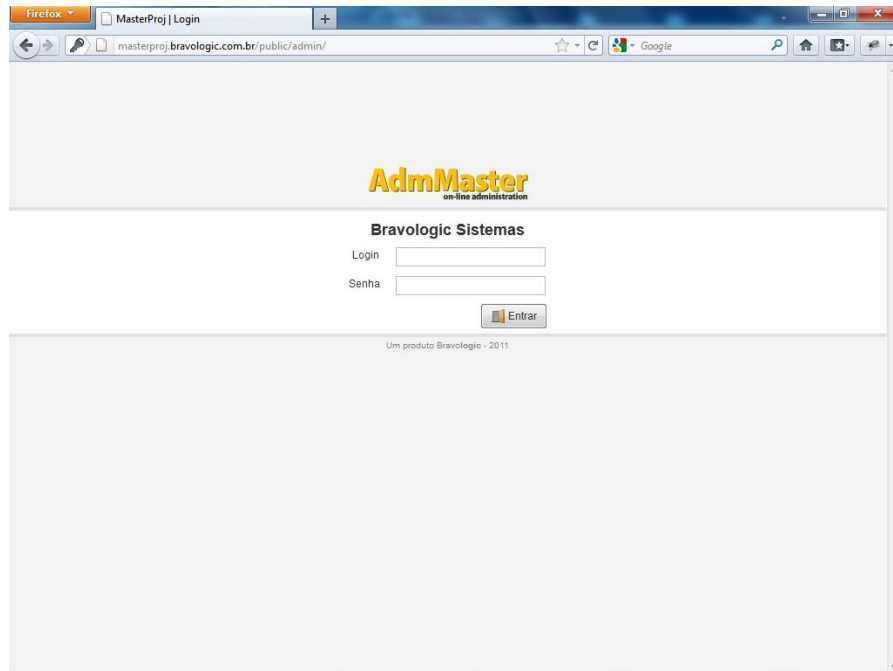 Firefox
MasterProj | Login
masterproj.bravologic.com.br/public/admin/
Google
AdmMaster
on-line administration
Bravologic Sistemas
Login
Senha
Entrar
Um produto Bravologic - 2011